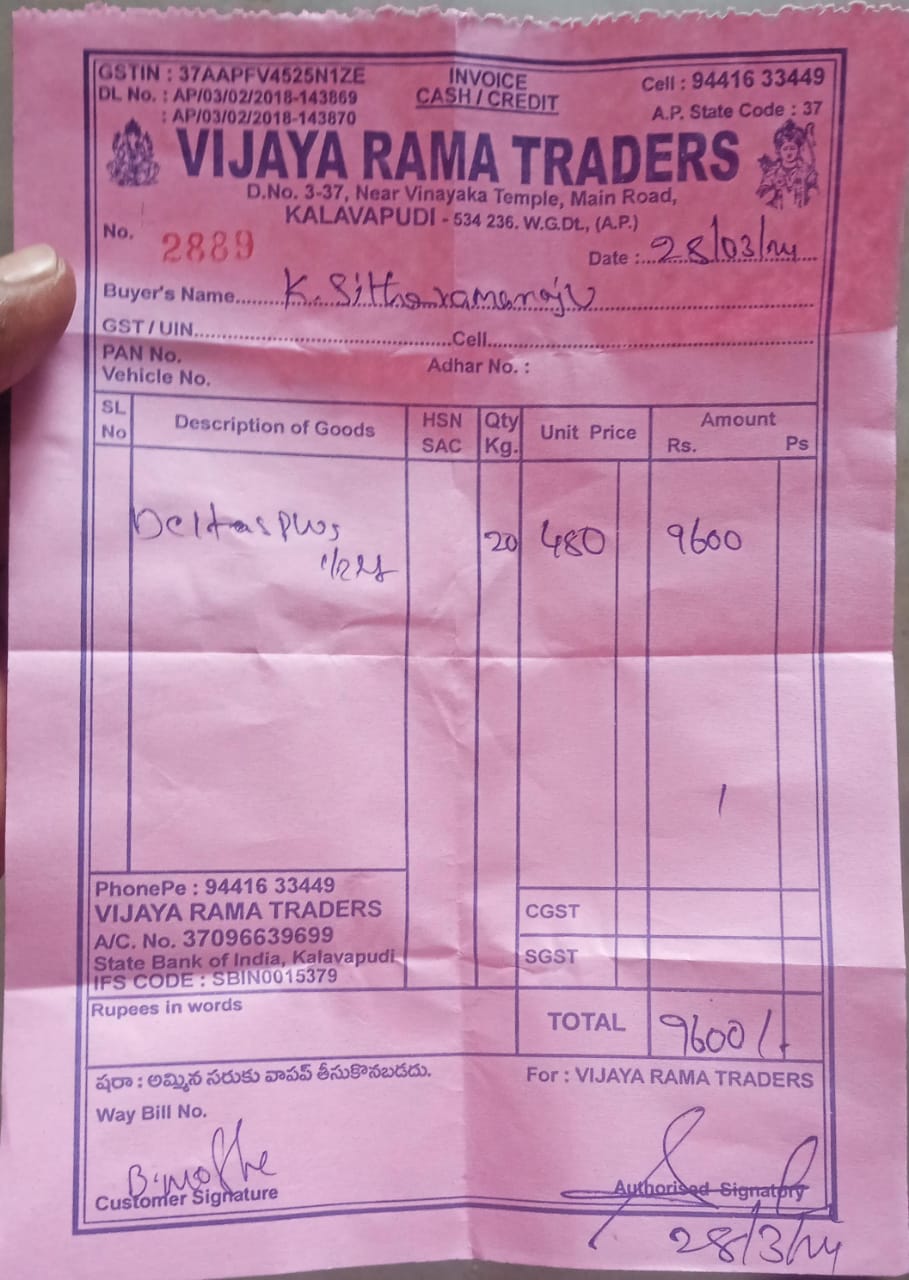 GSTIN : 37AAPFV4525N1ZE
INVOICE
Cell : 94416 33449
DL No. : AP/03/02/2018-143869
CASH / CREDIT
A.P. State Code : 37
: AP/03/02/2018-143870
VIJAYA RAMA TRADERS
D.No. 3-37, Near Vinayaka Temple, Main Road,
KALAVAPUDI - 534 236. W.G.Dt., (A.P.)
No. 2889
Date : 28/03/24
Buyer's Name K. Sitharamaraju
GST / UIN Cell
PAN No. Adhar No. :
Vehicle No.
SL No Description of Goods HSN SAC Qty Kg. Unit Price Amount Rs. Ps
Deltas plus 20 480 9600
PhonePe : 94416 33449
VIJAYA RAMA TRADERS
CGST
A/C. No. 37096639699
State Bank of India, Kalavapudi
SGST
IFS CODE : SBIN0015379
Rupees in words
TOTAL 9600/-
షరా : అమ్మిన సరుకు వాపప్ తీసుకొనబడదు.
For : VIJAYA RAMA TRADERS
Way Bill No.
Customer Signature
Authorised Signatory
28/3/24